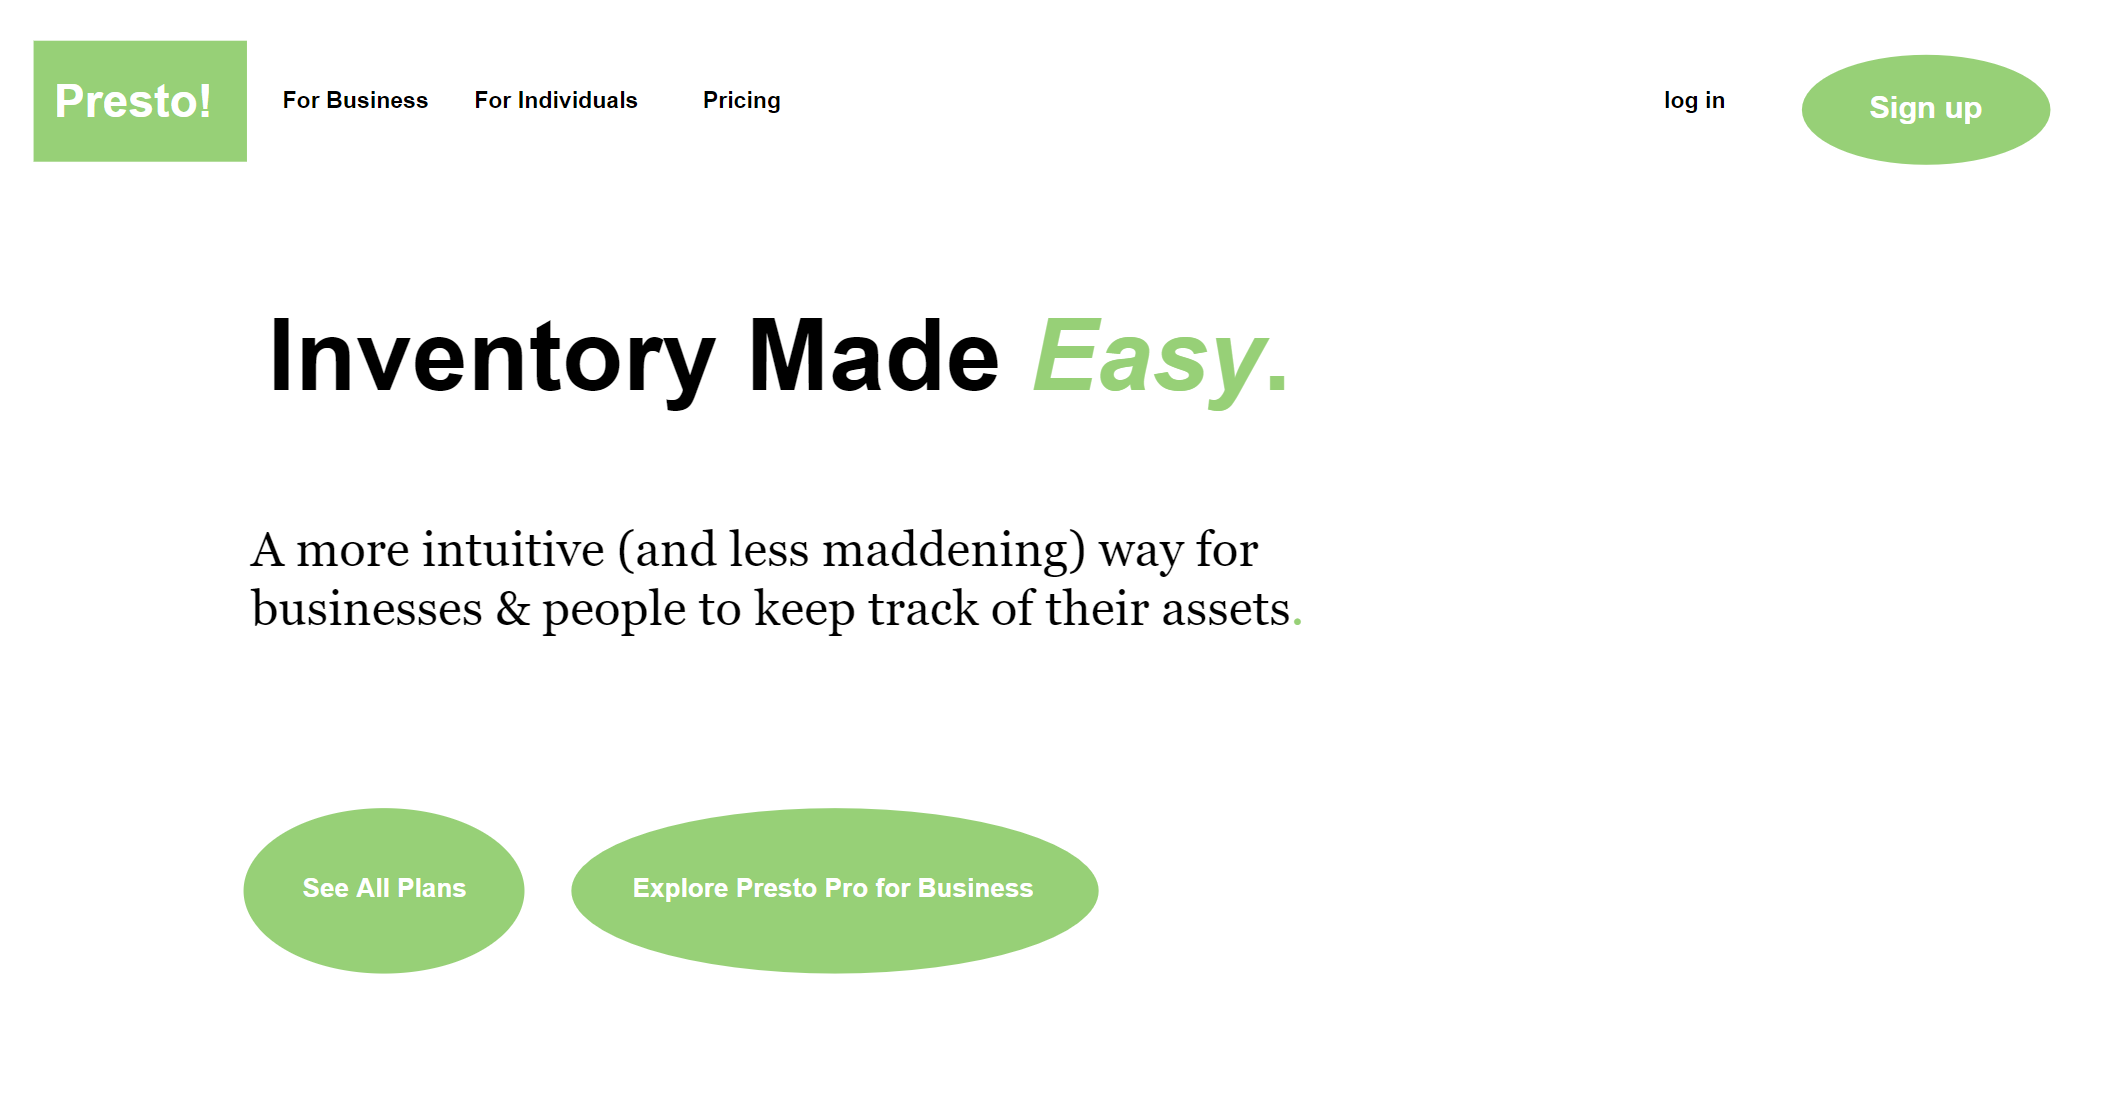 Presto!
For Business
For Individuals
Pricing
log in
Sign up
Inventory Made Easy.
A more intuitive (and less maddening) way for
businesses & people to keep track of their assets.
See All Plans
Explore Presto Pro for Business